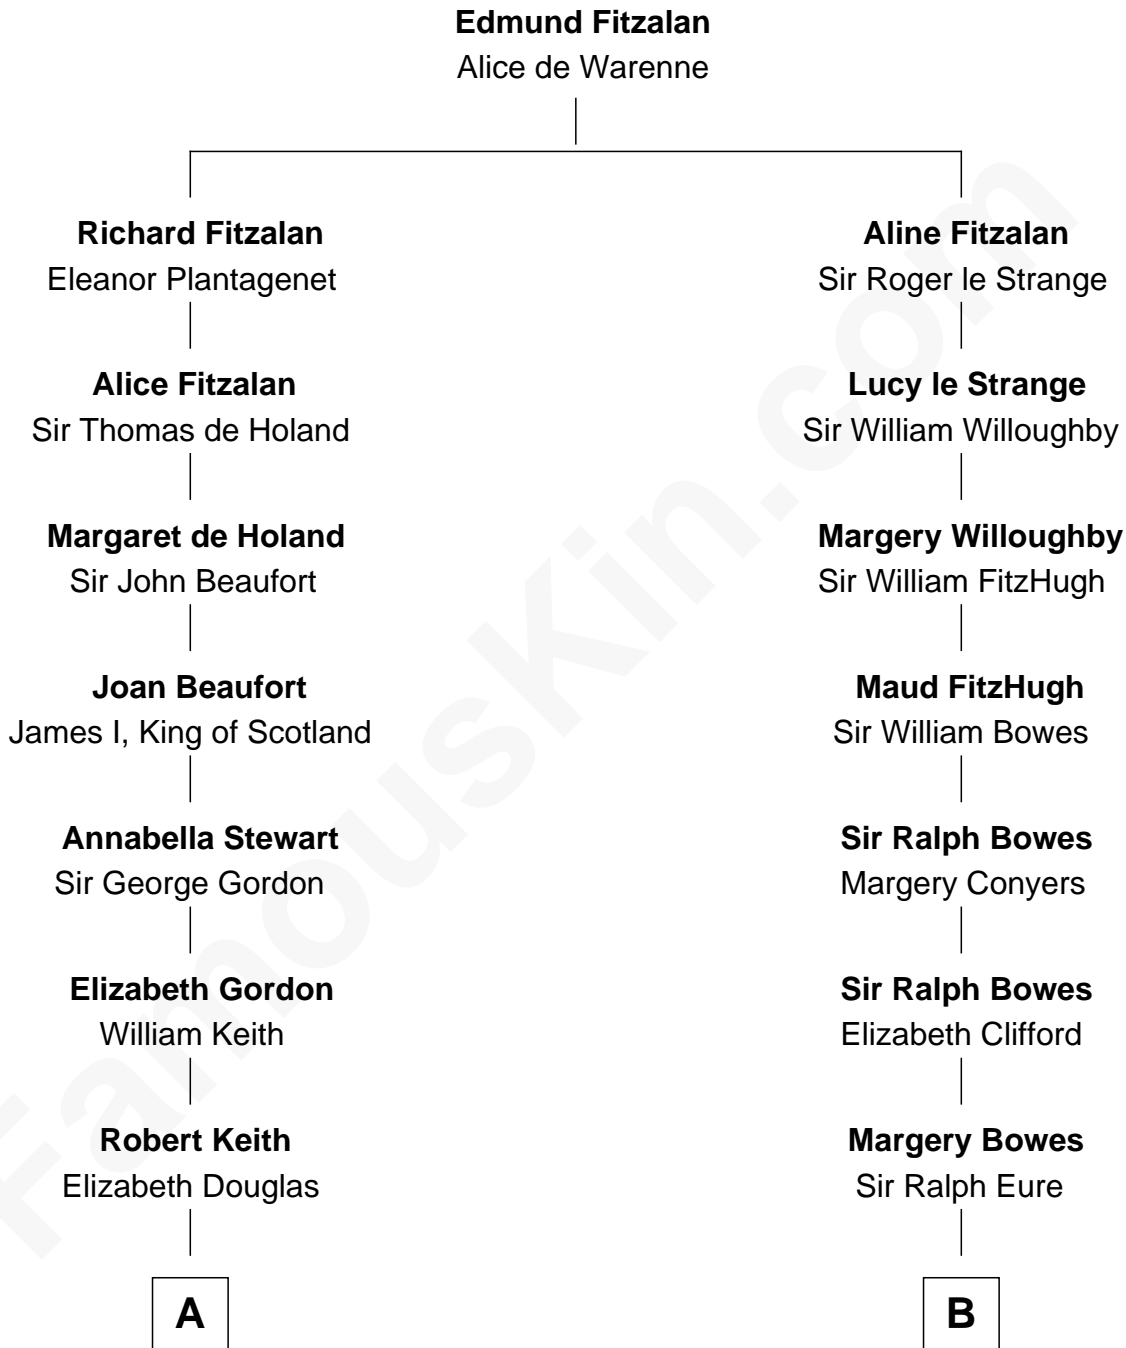 Edmund Fitzalan
Alice de Warenne
Richard Fitzalan
Eleanor Plantagenet
Aline Fitzalan
Sir Roger le Strange
Alice Fitzalan
Sir Thomas de Holand
Lucy le Strange
Sir William Willoughby
Margaret de Holand
Sir John Beaufort
Margery Willoughby
Sir William FitzHugh
Joan Beaufort
James I, King of Scotland
Maud FitzHugh
Sir William Bowes
Annabella Stewart
Sir George Gordon
Sir Ralph Bowes
Margery Conyers
Elizabeth Gordon
William Keith
Sir Ralph Bowes
Elizabeth Clifford
Robert Keith
Elizabeth Douglas
Margery Bowes
Sir Ralph Eure
A
B
FamousKin.com